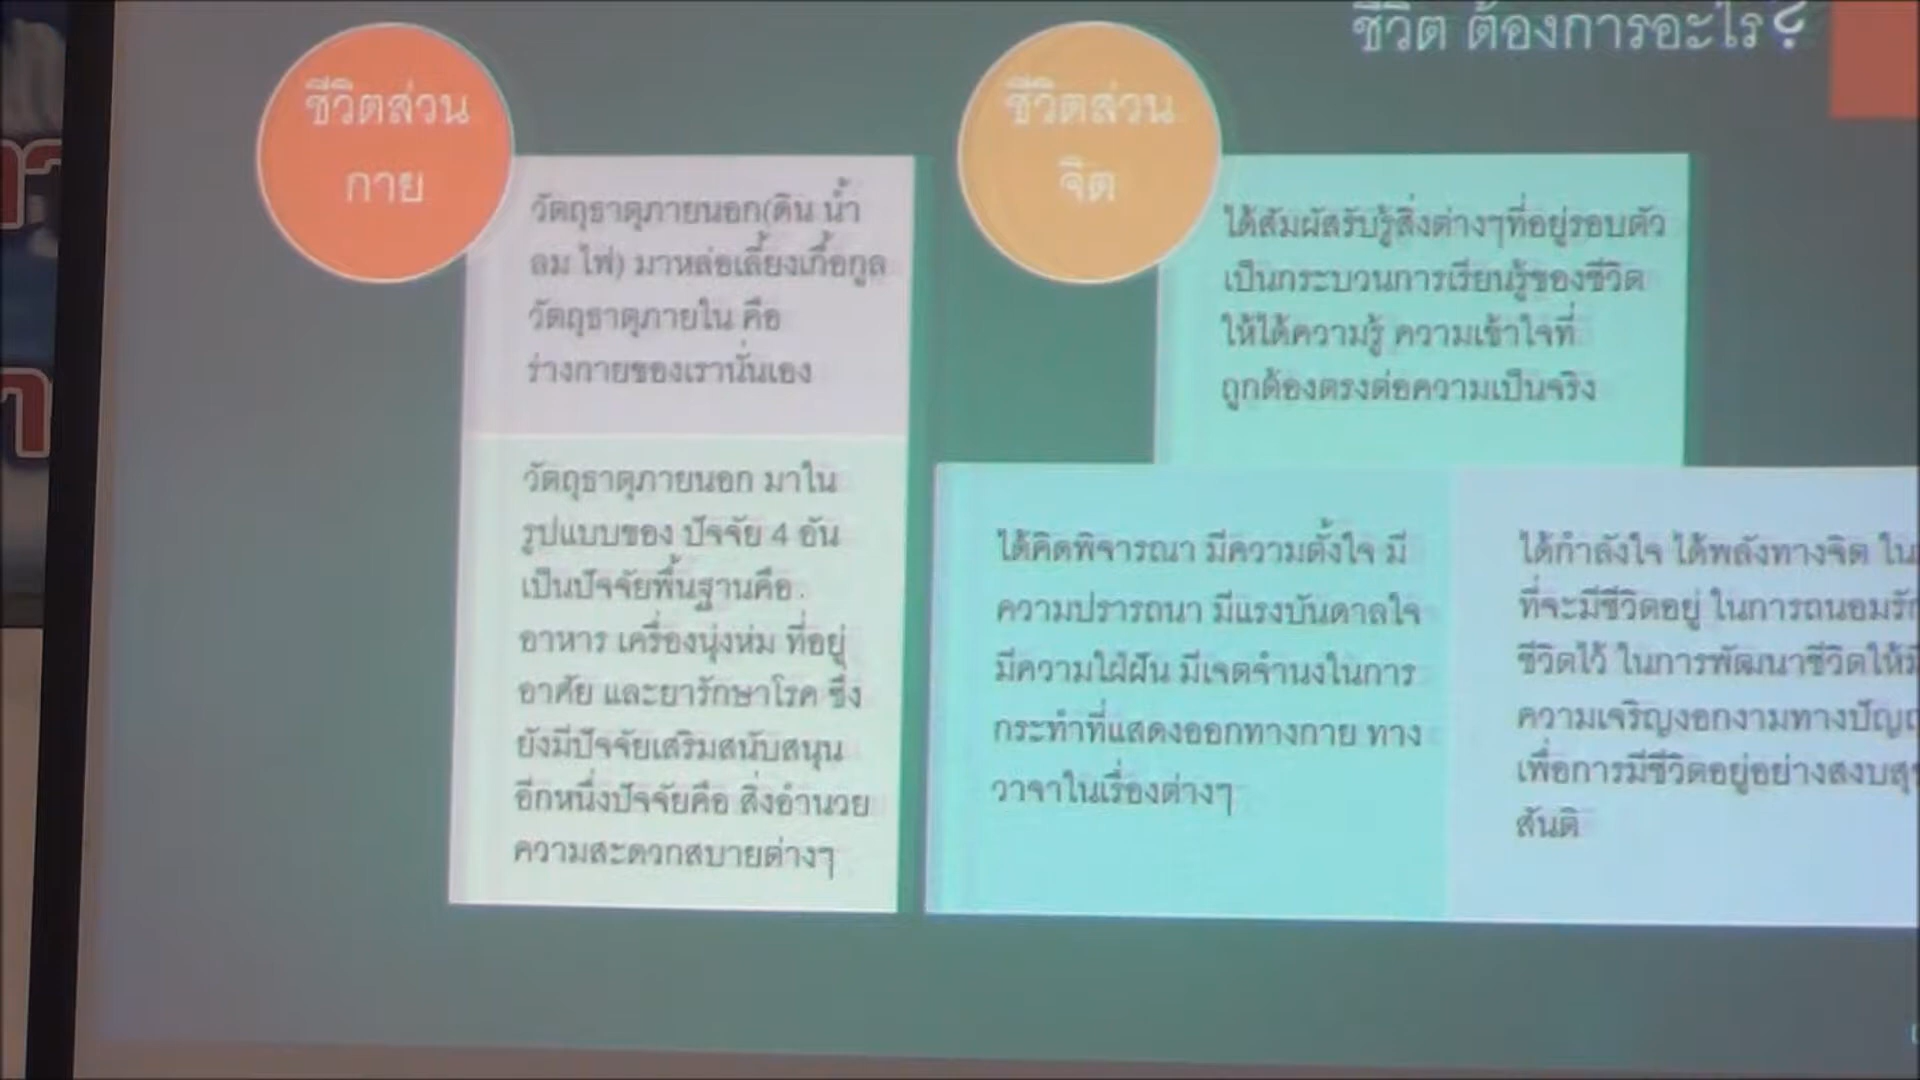 ชีวิต ต้องการอะไร?
ชีวิตส่วน
กาย
วัตถุธาตุภายนอก(ดิน น้ำ
ลม ไฟ) มาหล่อเลี้ยงเกื้อกูล
วัตถุธาตุภายใน คือ
ร่างกายของเรานั่นเอง
วัตถุธาตุภายนอก มาใน
รูปแบบของ ปัจจัย 4 อัน
เป็นปัจจัยพื้นฐานคือ
อาหาร เครื่องนุ่งห่ม ที่อยู่
อาศัย และยารักษาโรค ซึ่ง
ยังมีปัจจัยเสริมสนับสนุน
อีกหนึ่งปัจจัยคือ สิ่งอำนวย
ความสะดวกสบายต่างๆ
ชีวิตส่วน
จิต
ได้สัมผัสรับรู้สิ่งต่างๆที่อยู่รอบตัว
เป็นกระบวนการเรียนรู้ของชีวิต
ให้ได้ความรู้ ความเข้าใจที่
ถูกต้องตรงต่อความเป็นจริง
ได้คิดพิจารณา มีความตั้งใจ มี
ความปรารถนา มีแรงบันดาลใจ
มีความใฝ่ฝัน มีเจตจำนงในการ
กระทำที่แสดงออกทางกาย ทาง
วาจาในเรื่องต่างๆ
ได้กำลังใจ ได้พลังทางจิต ใน
ที่จะมีชีวิตอยู่ ในการถนอมรั
ชีวิตไว้ ในการพัฒนาชีวิตให้มี
ความเจริญงอกงามทางปัญ
เพื่อการมีชีวิตอยู่อย่างสงบสุ
สันติ